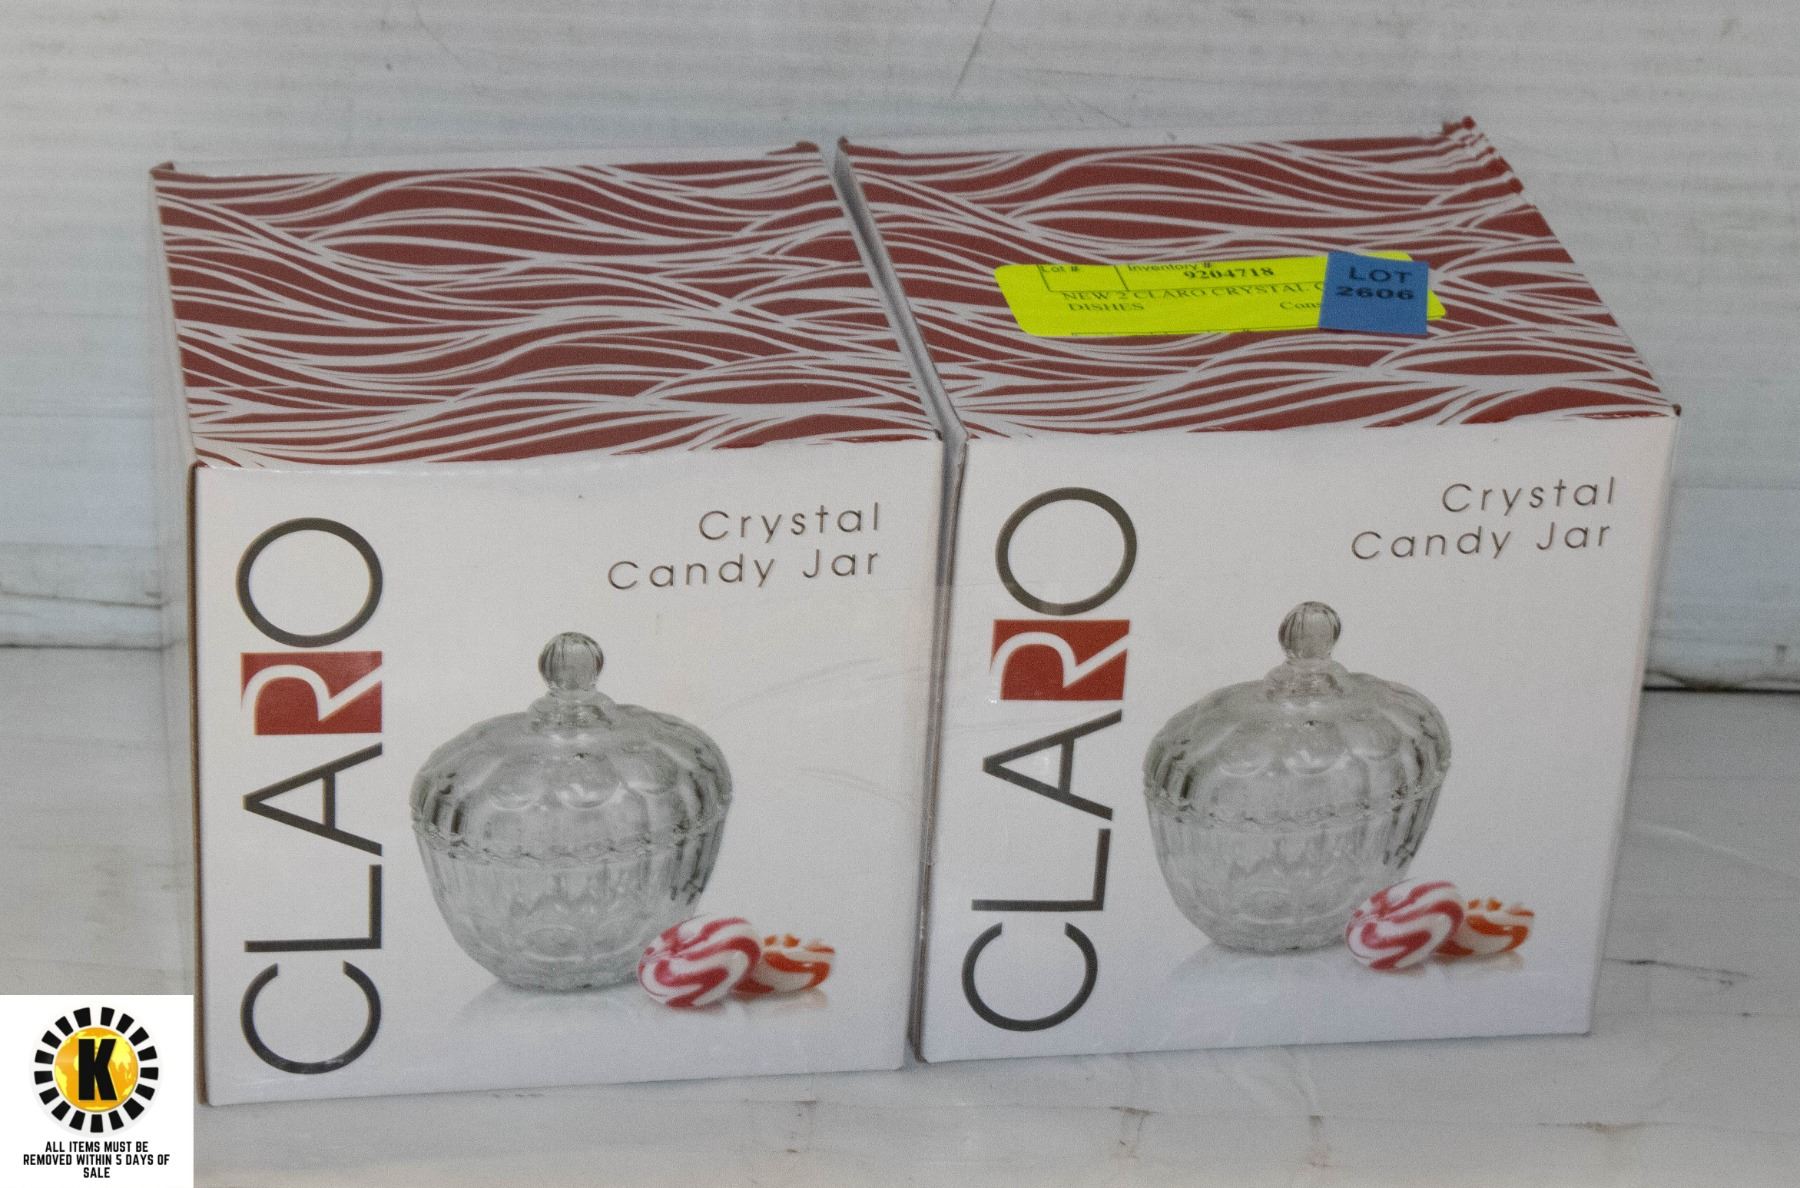 Lot #
Inventory #
9204718
LOT
2606
NEW 2 CLARO CRYSTAL
DISHES
CLARO
Crystal
Candy Jar
CLARO
Crystal
Candy Jar
K
ALL ITEMS MUST BE
REMOVED WITHIN 5 DAYS OF
SALE